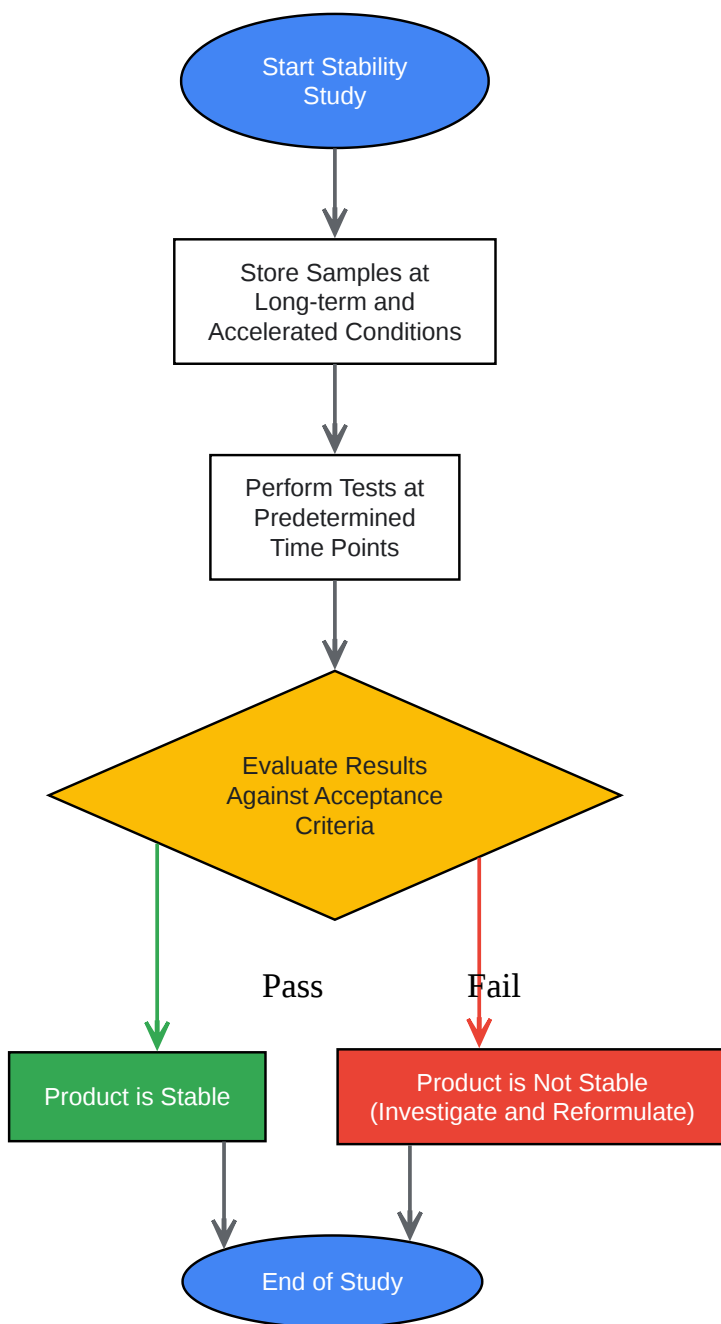 Start Stability
Study
Store Samples at
Long-term and
Accelerated Conditions
Perform Tests at
Predetermined
Time Points
Evaluate Results
Against Acceptance
Criteria
Pass
Fail
Product is Stable
Product is Not Stable
(Investigate and Reformulate)
End of Study